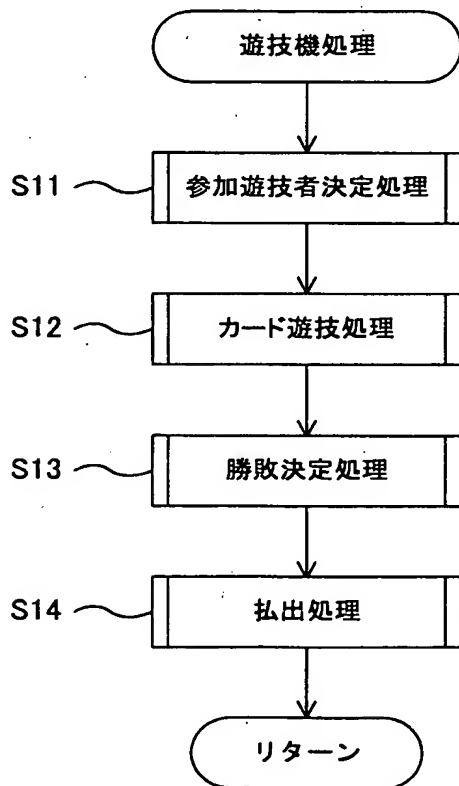 遊技機処理
S11 参加遊技者決定処理
S12 カード遊技処理
S13 勝敗決定処理
S14 払出処理
リターン